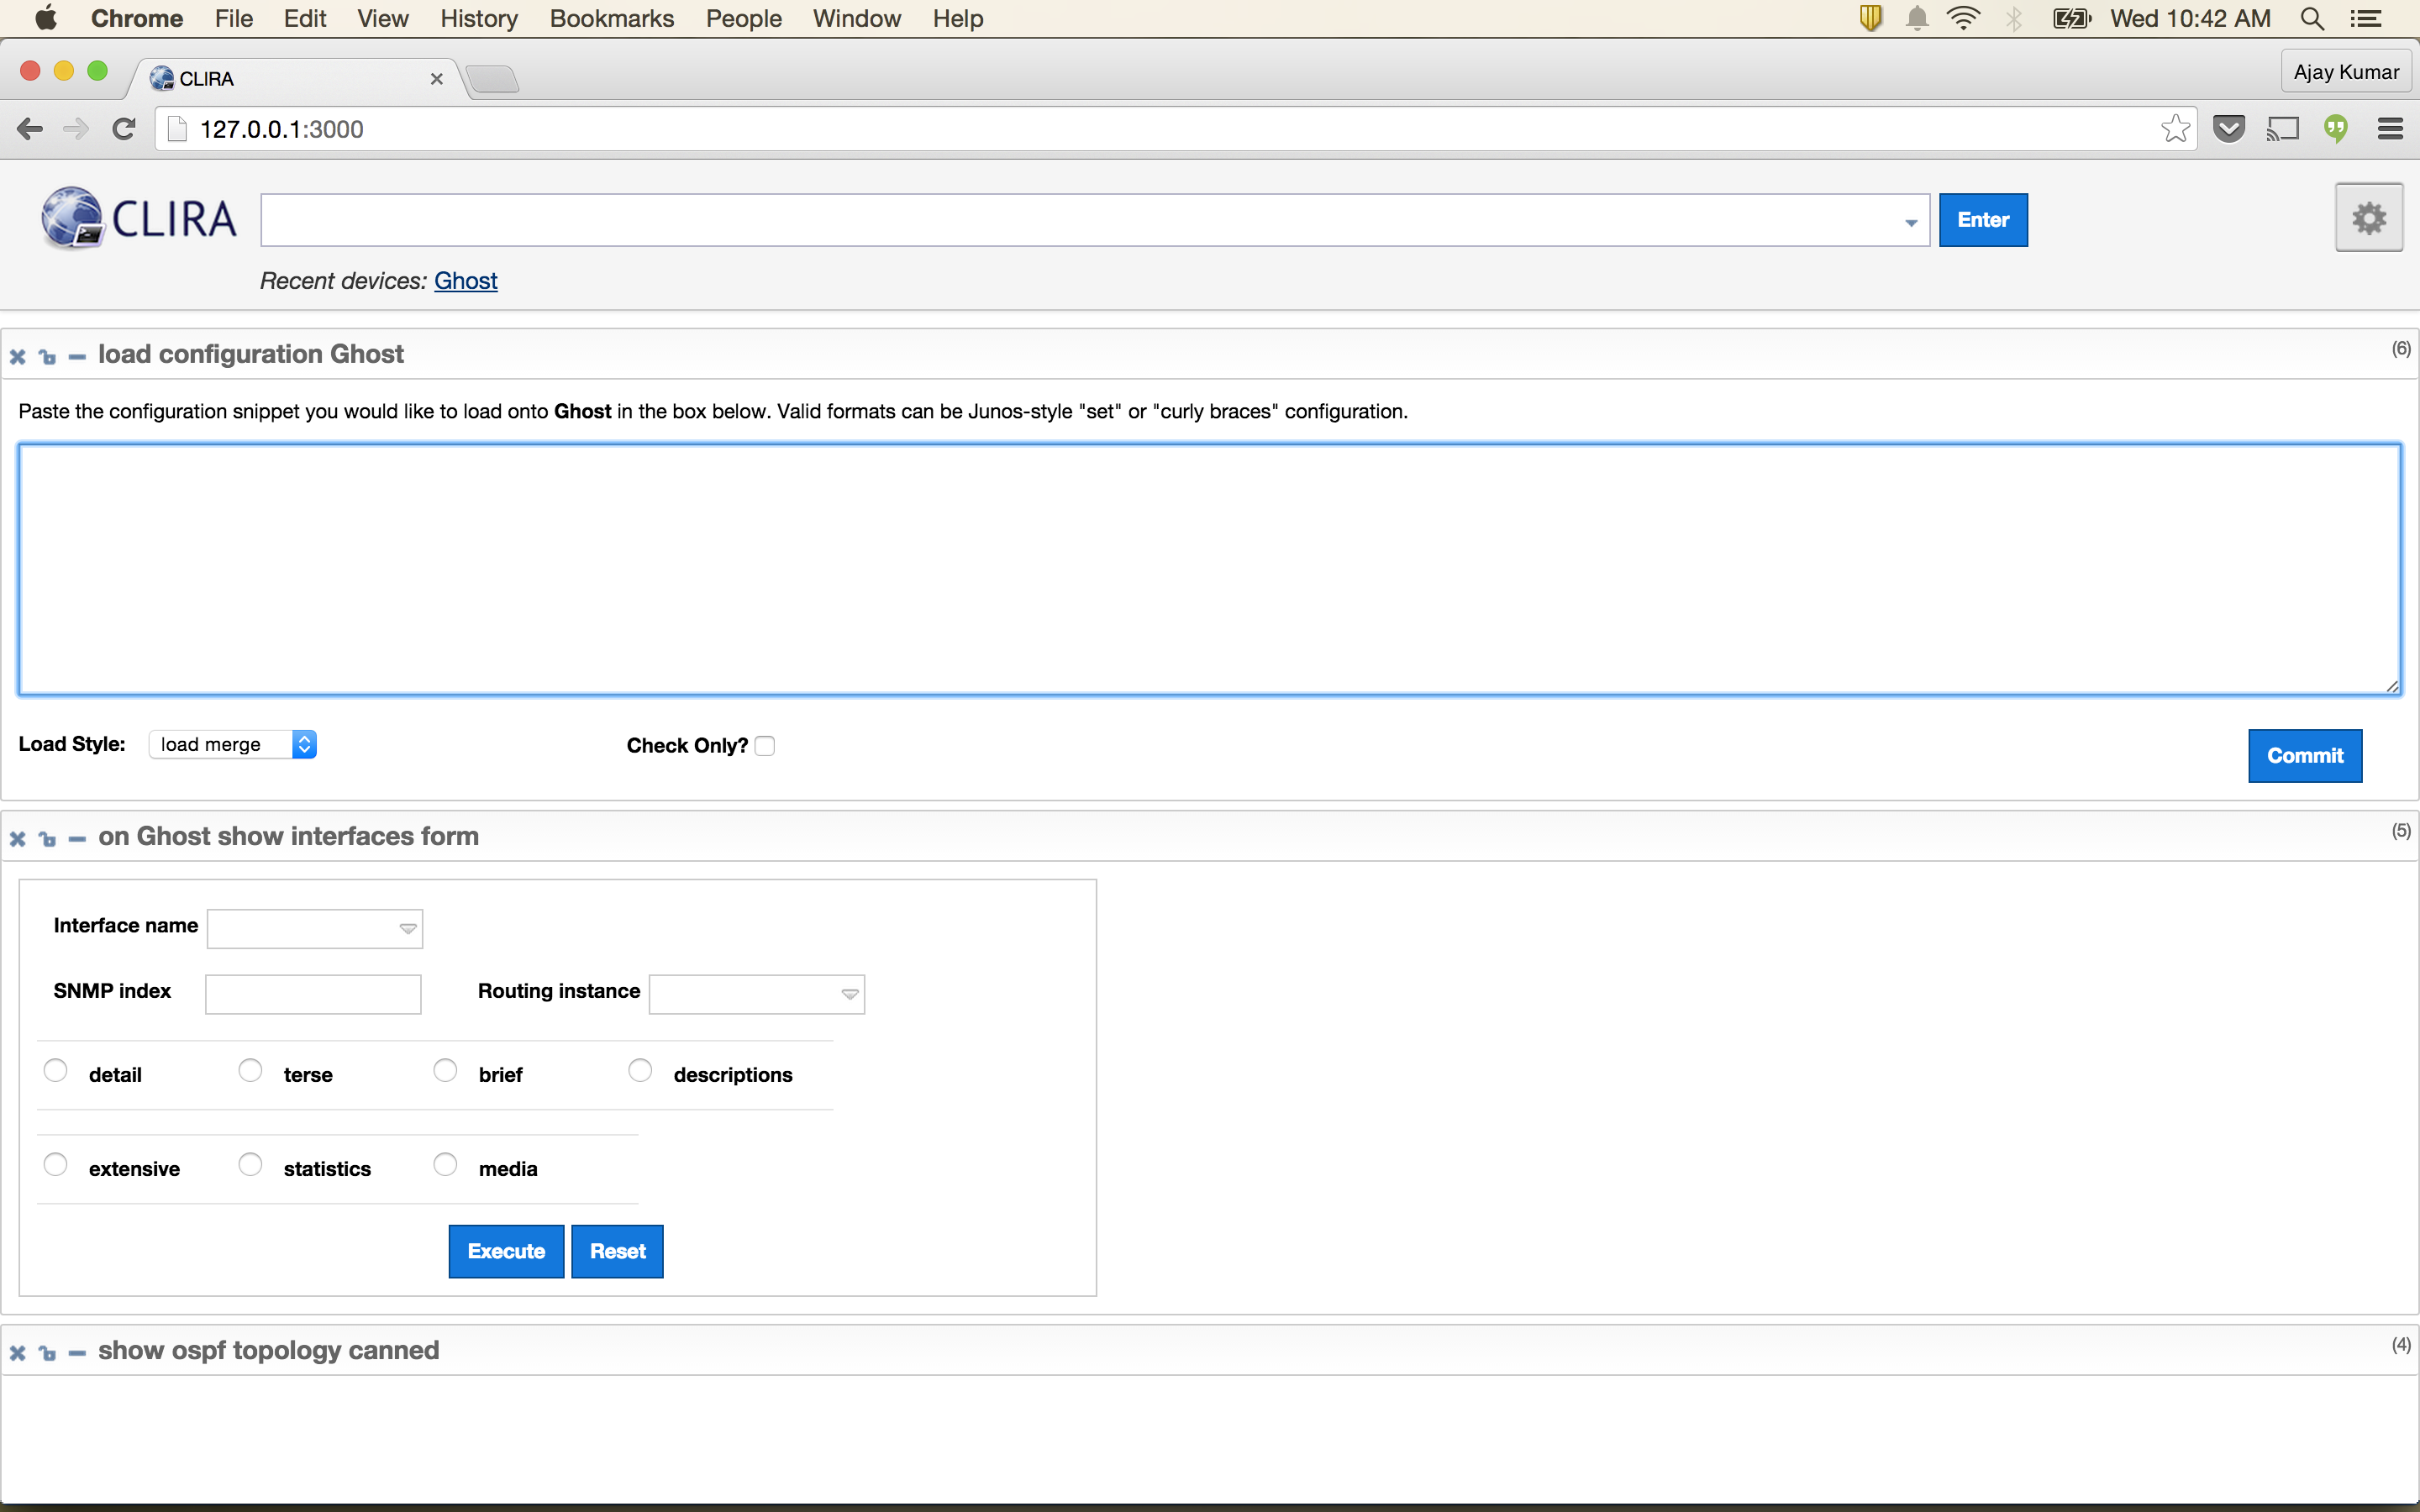 Chrome File Edit View History Bookmarks People Window Help Wed 10:42 AM
CLIRA Ajay Kumar
127.0.0.1:3000
CLIRA Enter
Recent devices: Ghost
load configuration Ghost (6)
Paste the configuration snippet you would like to load onto Ghost in the box below. Valid formats can be Junos-style "set" or "curly braces" configuration.
Load Style: load merge Check Only? Commit
on Ghost show interfaces form (5)
Interface name
SNMP index Routing instance
detail terse brief descriptions
extensive statistics media
Execute Reset
show ospf topology canned (4)